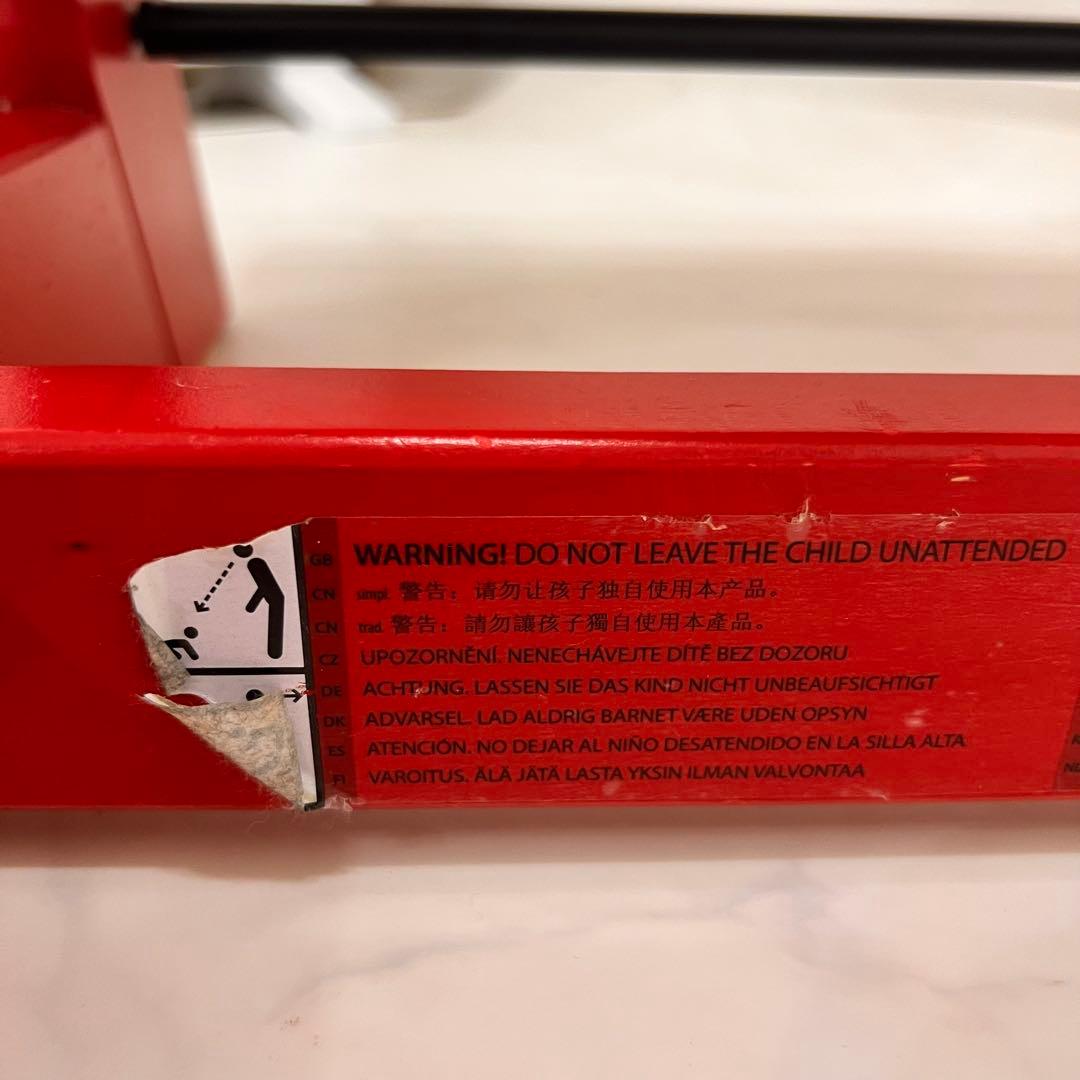 GB WARNiNG! DO NOT LEAVE THE CHILD UNATTENDED
CN simpl. 警告：请勿让孩子独自使用本产品。
CN trad. 警告：請勿讓孩子獨自使用本產品。
CZ UPOZORNĚNÍ. NENECHÁVEJTE DÍTĚ BEZ DOZORU
DE ACHTUNG. LASSEN SIE DAS KIND NICHT UNBEAUFSICHTIGT
DK ADVARSEL. LAD ALDRIG BARNET VÆRE UDEN OPSYN
ES ATENCIÓN. NO DEJAR AL NIÑO DESATENDIDO EN LA SILLA ALTA
FI VAROITUS. ÄLÄ JÄTÄ LASTA YKSIN ILMAN VALVONTAA